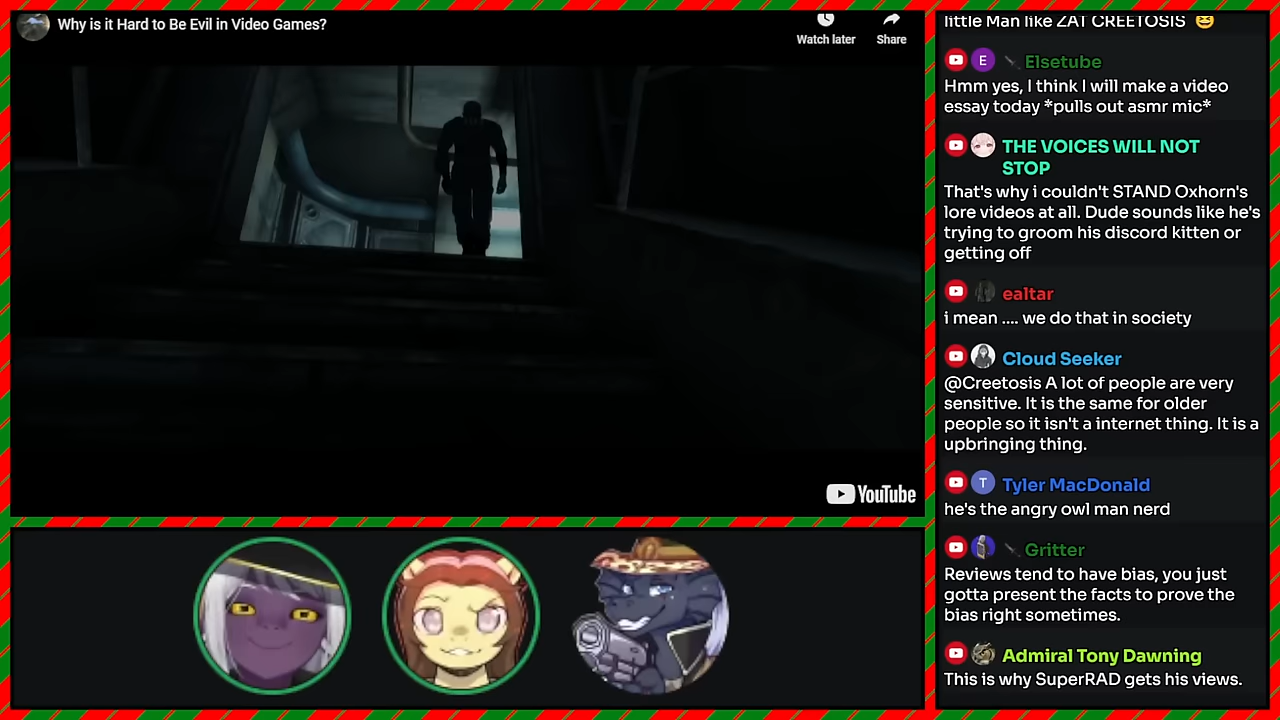 Why is it Hard to Be Evil in Video Games?
Watch later
Share
YouTube
little Man like ZAT CREETOSIS
E
Elsetube
Hmm yes, I think I will make a video
essay today *pulls out asmr mic*
THE VOICES WILL NOT
STOP
That's why i couldn't STAND Oxhorn's
lore videos at all. Dude sounds like he's
trying to groom his discord kitten or
getting off
ealtar
i mean .... we do that in society
Cloud Seeker
@Creetosis A lot of people are very
sensitive. It is the same for older
people so it isn't a internet thing. It is a
upbringing thing.
T
Tyler MacDonald
he's the angry owl man nerd
Gritter
Reviews tend to have bias, you just
gotta present the facts to prove the
bias right sometimes.
Admiral Tony Dawning
This is why SuperRAD gets his views.